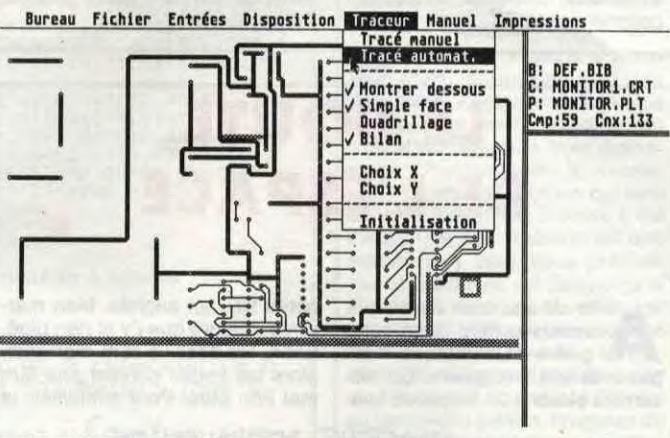 Bureau Fichier Entrées Disposition Traceur Manuel Impressions
Tracé manuel
Tracé automat.
Montrer dessous
Simple face
Quadrillage
Bilan
Choix X
Choix Y
Initialisation
B: DEF.BIB
C: MONITOR1.CRT
P: MONITOR.PLT
Cmp:59 Cnx:133